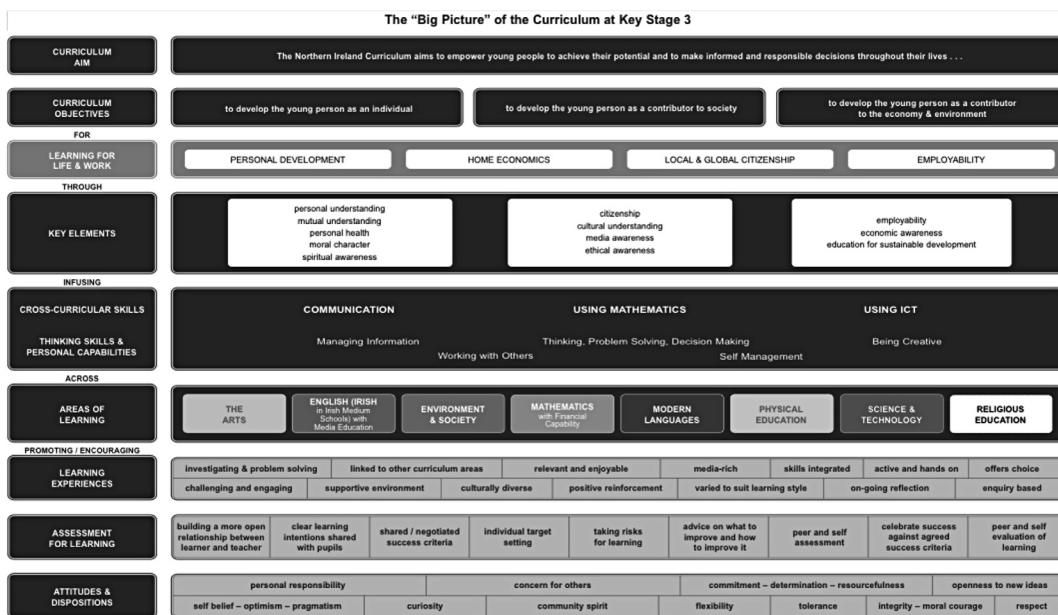 The “Big Picture” of the Curriculum at Key Stage 3
CURRICULUM
AIM
The Northern Ireland Curriculum aims to empower young people to achieve their potential and to make informed and responsible decisions throughout their lives . . .
CURRICULUM
OBJECTIVES
to develop the young person as an individual
to develop the young person as a contributor to society
to develop the young person as a contributor
to the economy & environment
FOR
LEARNING FOR
LIFE & WORK
PERSONAL DEVELOPMENT
HOME ECONOMICS
LOCAL & GLOBAL CITIZENSHIP
EMPLOYABILITY
THROUGH
KEY ELEMENTS
personal understanding
mutual understanding
personal health
moral character
spiritual awareness
citizenship
cultural understanding
media awareness
ethical awareness
employability
economic awareness
education for sustainable development
INFUSING
CROSS-CURRICULAR SKILLS
COMMUNICATION
USING MATHEMATICS
USING ICT
THINKING SKILLS &
PERSONAL CAPABILITIES
Managing Information
Thinking, Problem Solving, Decision Making
Being Creative
Working with Others
Self Management
ACROSS
AREAS OF
LEARNING
THE
ARTS
ENGLISH (IRISH
in Irish Medium
Schools) with
Media Education
ENVIRONMENT
& SOCIETY
MATHEMATICS
with Financial
Capability
MODERN
LANGUAGES
PHYSICAL
EDUCATION
SCIENCE &
TECHNOLOGY
RELIGIOUS
EDUCATION
PROMOTING / ENCOURAGING
LEARNING
EXPERIENCES
investigating & problem solving
linked to other curriculum areas
relevant and enjoyable
media-rich
skills integrated
active and hands on
offers choice
challenging and engaging
supportive environment
culturally diverse
positive reinforcement
varied to suit learning style
on-going reflection
enquiry based
ASSESSMENT
FOR LEARNING
building a more open
relationship between
learner and teacher
clear learning
intentions shared
with pupils
shared / negotiated
success criteria
individual target
setting
taking risks
for learning
advice on what to
improve and how
to improve it
peer and self
assessment
celebrate success
against agreed
success criteria
peer and self
evaluation of
learning
ATTITUDES &
DISPOSITIONS
personal responsibility
concern for others
commitment – determination – resourcefulness
openness to new ideas
self belief – optimism – pragmatism
curiosity
community spirit
flexibility
tolerance
integrity – moral courage
respect